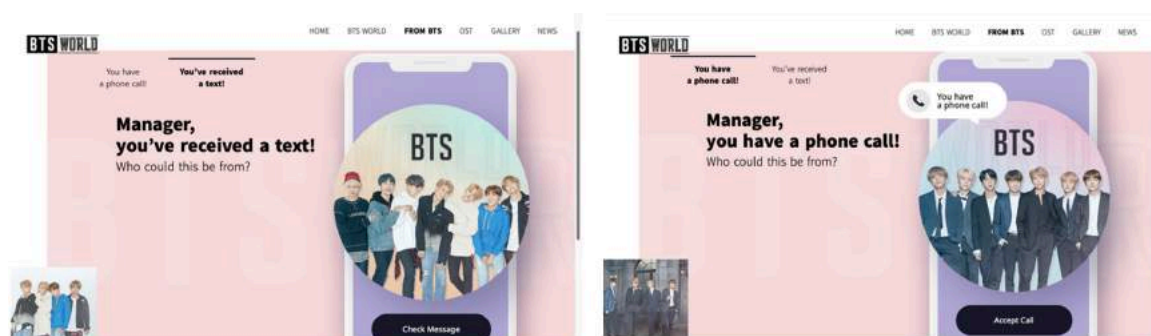 BTS WORLD
HOME BTS WORLD FROM BTS OST GALLERY NEWS
You have
a phone call!
You've received
a text!
Manager,
you've received a text!
Who could this be from?
BTS
Check Message
BTS WORLD
HOME BTS WORLD FROM BTS OST GALLERY NEWS
You have
a phone call!
You've received
a text!
You have
a phone call!
Manager,
you have a phone call!
Who could this be from?
BTS
Accept Call
BTS
BTS